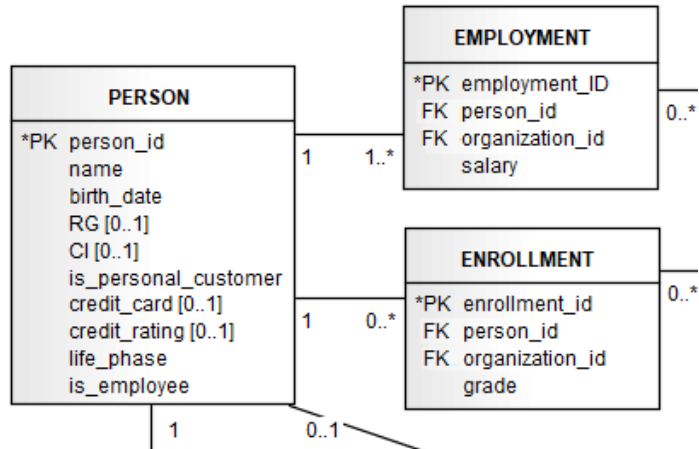 PERSON
*PK person_id
name
birth_date
RG [0..1]
CI [0..1]
is_personal_customer
credit_card [0..1]
credit_rating [0..1]
life_phase
is_employee
1
0..1
1
1..*
1
0..*
EMPLOYMENT
*PK employment_ID
FK person_id
FK organization_id
salary
0..*
ENROLLMENT
*PK enrollment_id
FK person_id
FK organization_id
grade
0..*